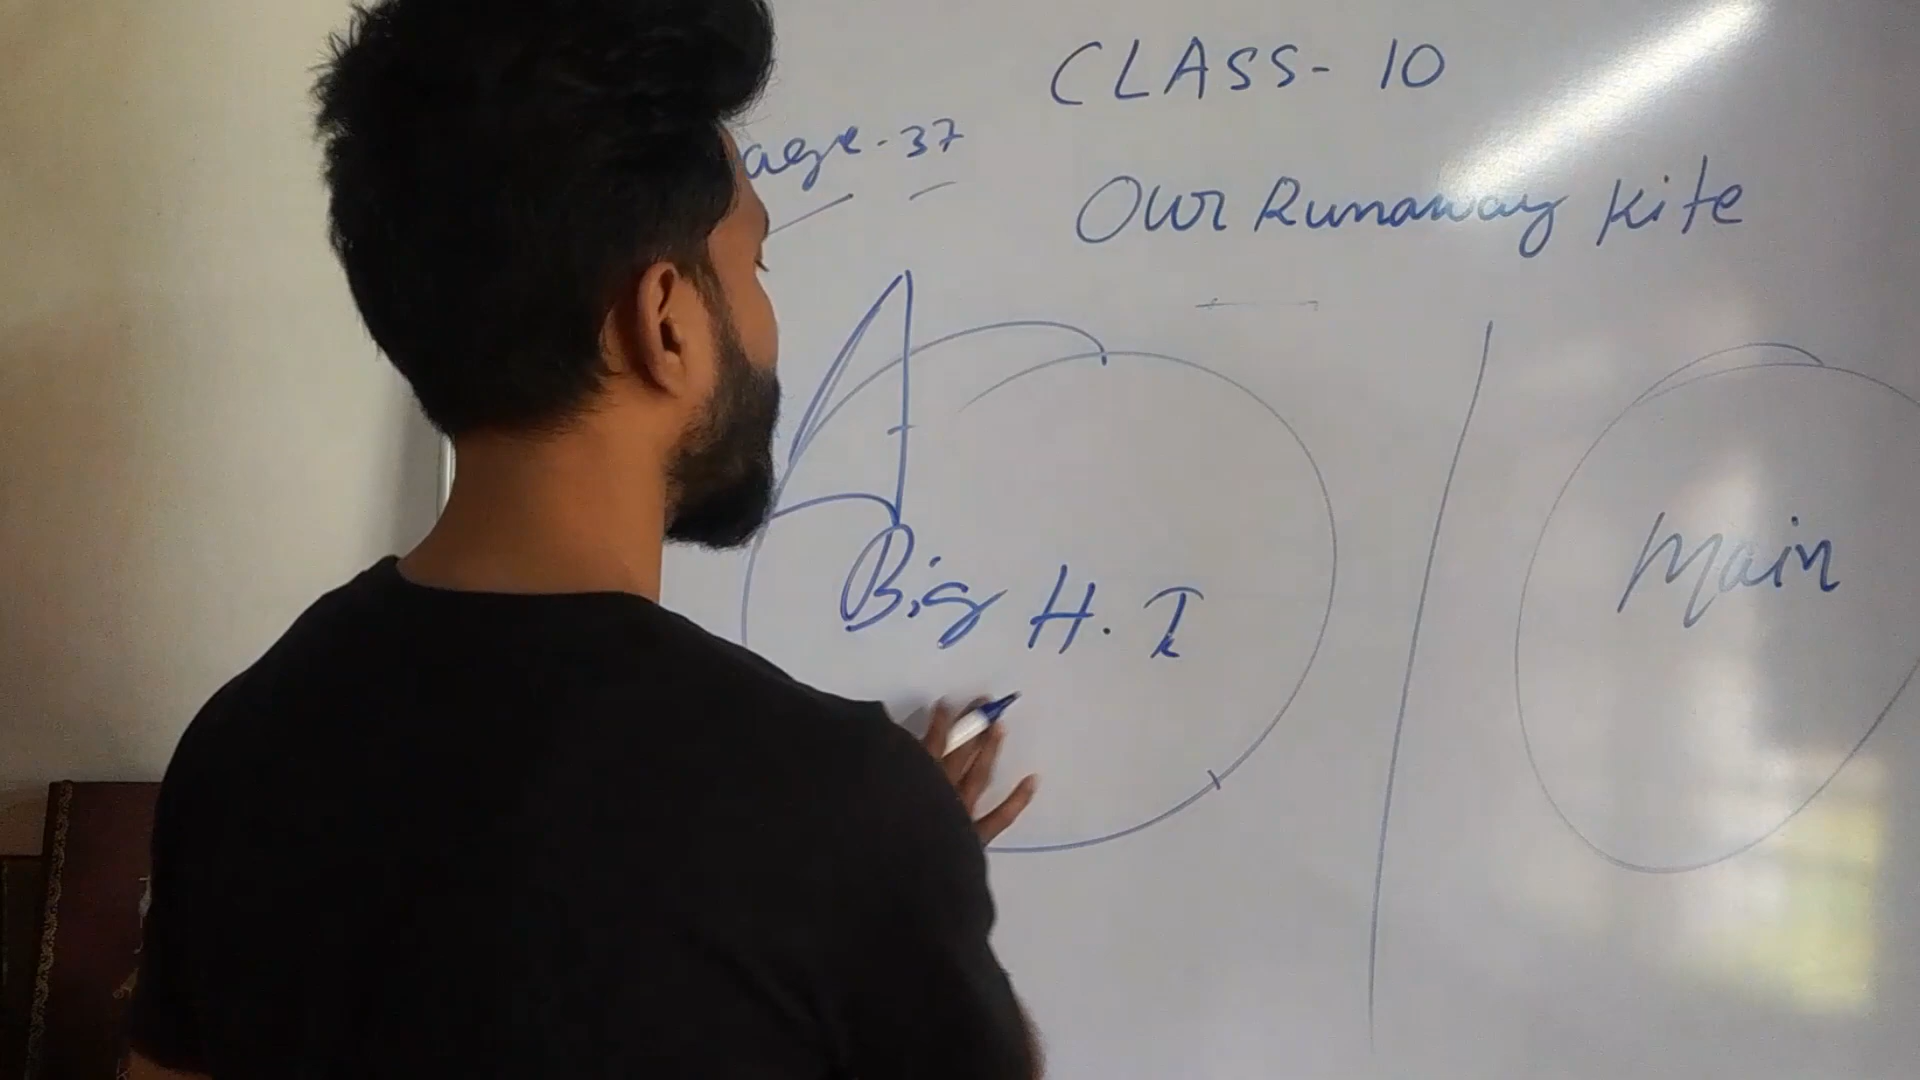 CLASS- 10
age-37
Our Runaway Kite
Big H. I
Main